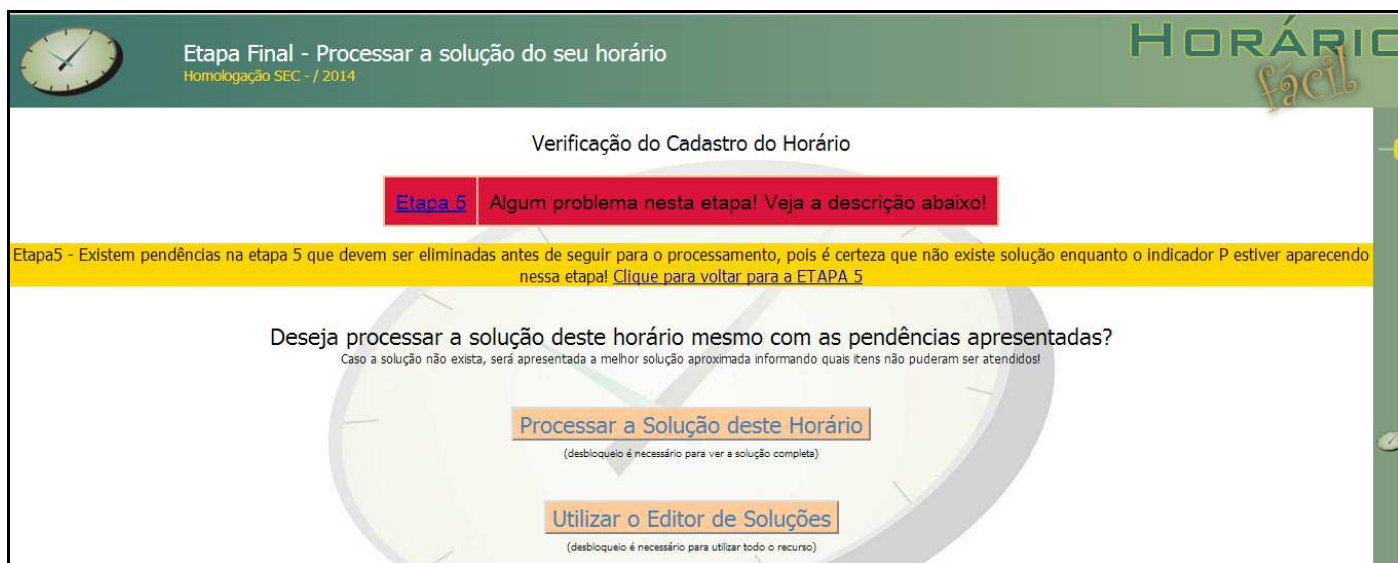 Etapa Final - Processar a solução do seu horário
Homologação SEC - / 2014
HORÁRIO
fácil
Verificação do Cadastro do Horário
Etapa 5 Algum problema nesta etapa! Veja a descrição abaixo!
Etapa5 - Existem pendências na etapa 5 que devem ser eliminadas antes de seguir para o processamento, pois é certeza que não existe solução enquanto o indicador P estiver aparecendo
nessa etapa! Clique para voltar para a ETAPA 5
Deseja processar a solução deste horário mesmo com as pendências apresentadas?
Caso a solução não exista, será apresentada a melhor solução aproximada informando quais itens não puderam ser atendidos!
Processar a Solução deste Horário
(desbloqueio é necessário para ver a solução completa)
Utilizar o Editor de Soluções
(desbloqueio é necessário para utilizar todo o recurso)